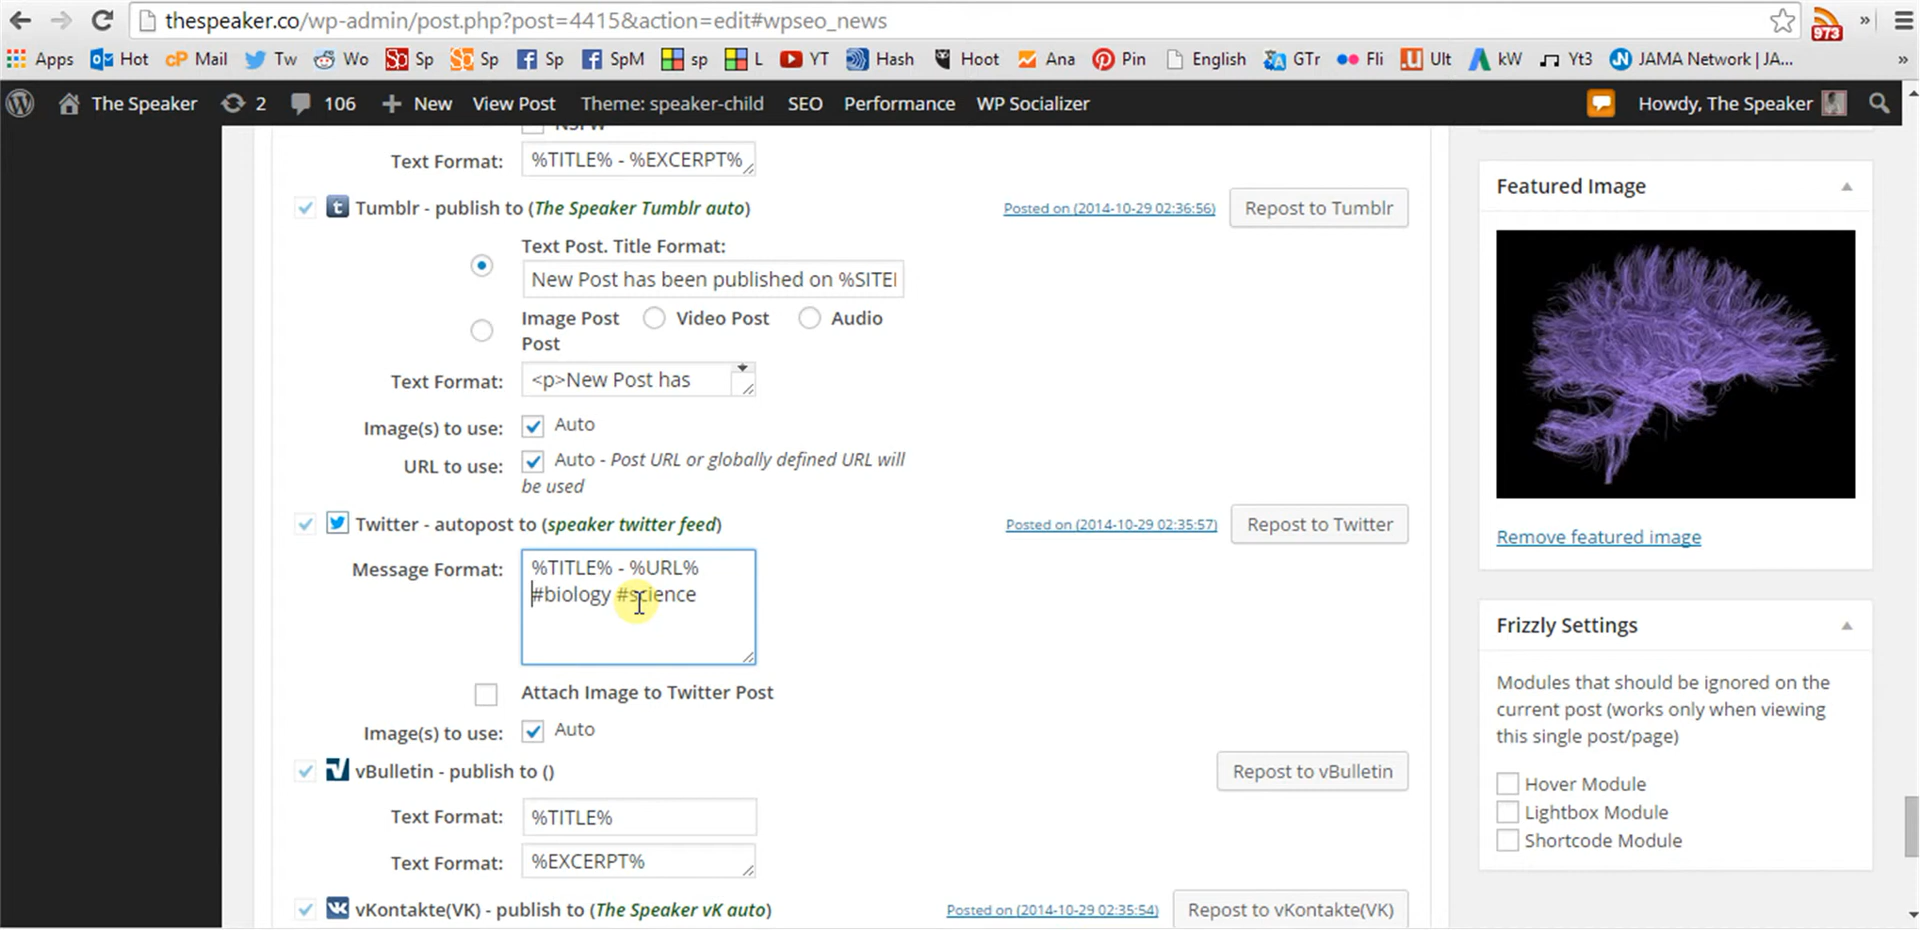 thespeaker.co/wp-admin/post.php?post=4415&action=edit#wpseo_news
973
»
Apps Hot cP Mail Tw Wo Sp Sp Sp SpM sp L YT Hash Hoot Ana Pin English GTr Fli Ult kW Yt3 JAMA Network | JA... »
The Speaker 2 106 + New View Post Theme: speaker-child SEO Performance WP Socializer Howdy, The Speaker
NSFW
Text Format: %TITLE% - %EXCERPT%
Tumblr - publish to (The Speaker Tumblr auto) Posted on (2014-10-29 02:36:56) Repost to Tumblr
Text Post. Title Format:
New Post has been published on %SITE
Image Post Video Post Audio
Post
Text Format: <p>New Post has
Image(s) to use: Auto
URL to use: Auto - Post URL or globally defined URL will
be used
Twitter - autopost to (speaker twitter feed) Posted on (2014-10-29 02:35:57) Repost to Twitter
Message Format: %TITLE% - %URL%
#biology #science
Attach Image to Twitter Post
Image(s) to use: Auto
vBulletin - publish to () Repost to vBulletin
Text Format: %TITLE%
Text Format: %EXCERPT%
vKontakte(VK) - publish to (The Speaker vK auto) Posted on (2014-10-29 02:35:54) Repost to vKontakte(VK)
Featured Image
Remove featured image
Frizzly Settings
Modules that should be ignored on the
current post (works only when viewing
this single post/page)
Hover Module
Lightbox Module
Shortcode Module